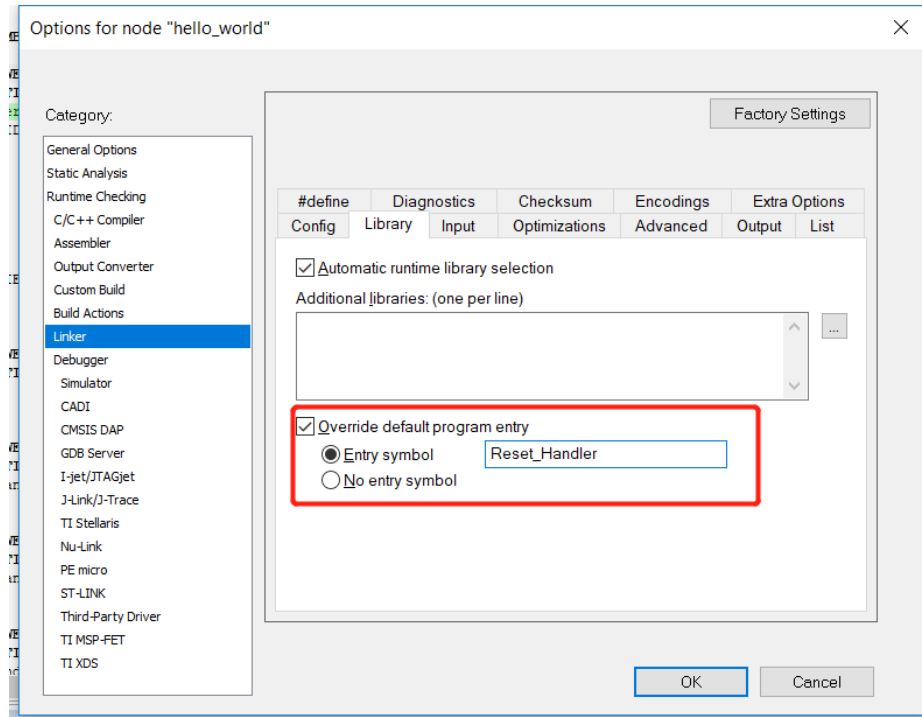 Options for node "hello_world"
Category:
Factory Settings
General Options
Static Analysis
Runtime Checking
C/C++ Compiler
Assembler
Output Converter
Custom Build
Build Actions
Linker
Debugger
Simulator
CADI
CMSIS DAP
GDB Server
I-jet/JTAGjet
J-Link/J-Trace
TI Stellaris
Nu-Link
PE micro
ST-LINK
Third-Party Driver
TI MSP-FET
TI XDS
#define Diagnostics Checksum Encodings Extra Options
Config Library Input Optimizations Advanced Output List
Automatic runtime library selection
Additional libraries: (one per line)
...
Override default program entry
Entry symbol Reset_Handler
No entry symbol
OK Cancel